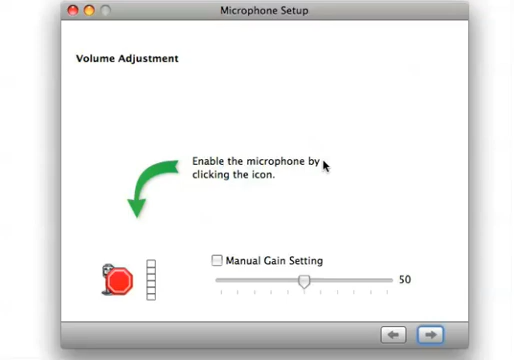 Microphone Setup
Volume Adjustment
Enable the microphone by
clicking the icon.
Manual Gain Setting
50